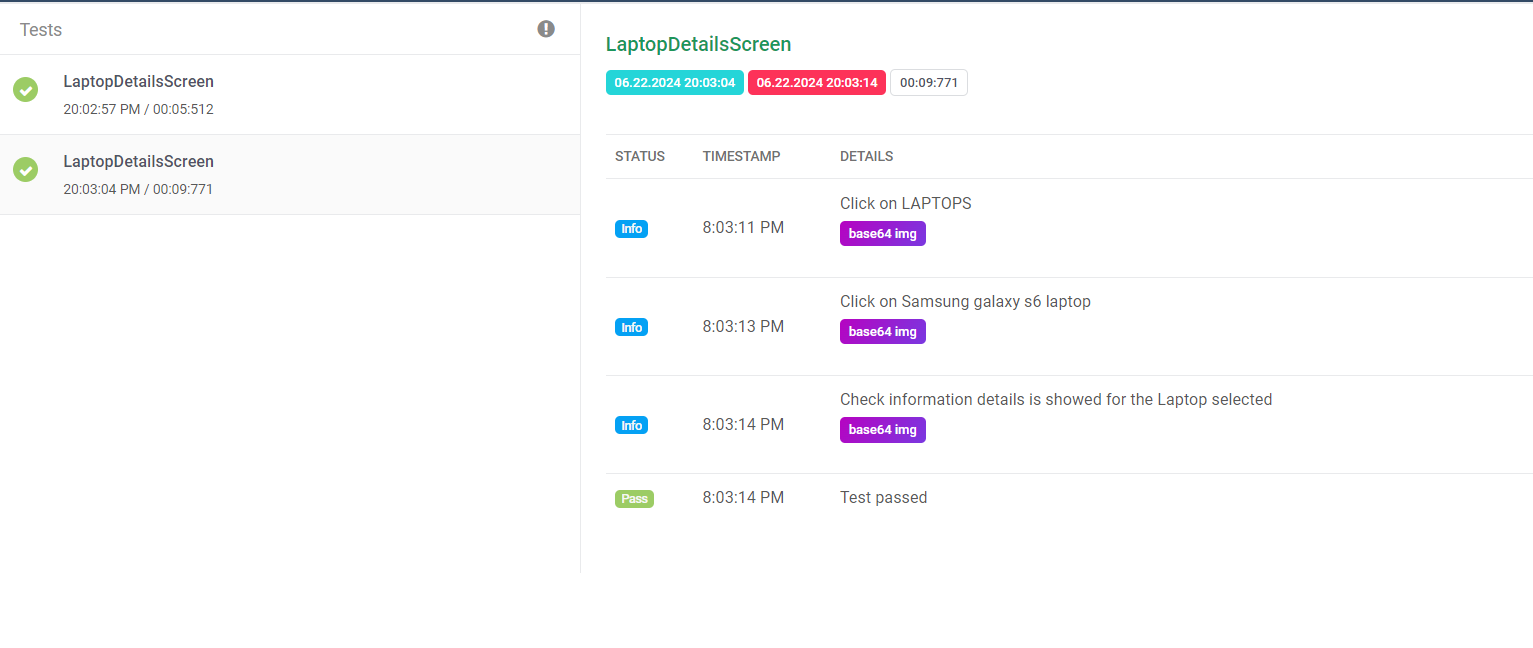 Tests
LaptopDetailsScreen
20:02:57 PM / 00:05:512
LaptopDetailsScreen
20:03:04 PM / 00:09:771
LaptopDetailsScreen
06.22.2024 20:03:04 06.22.2024 20:03:14 00:09:771
STATUS TIMESTAMP DETAILS
Click on LAPTOPS
Info 8:03:11 PM
base64 img
Click on Samsung galaxy s6 laptop
Info 8:03:13 PM
base64 img
Check information details is showed for the Laptop selected
Info 8:03:14 PM
base64 img
Pass 8:03:14 PM Test passed